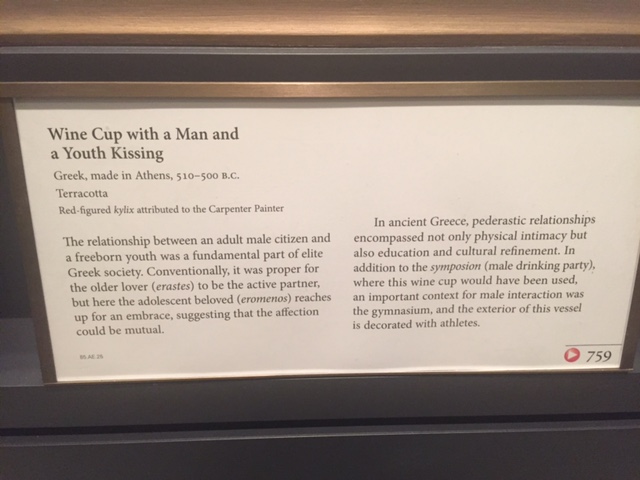 Wine Cup with a Man and
a Youth Kissing
Greek, made in Athens, 510–500 B.C.
Terracotta
Red-figured kylix attributed to the Carpenter Painter
The relationship between an adult male citizen and
a freeborn youth was a fundamental part of elite
Greek society. Conventionally, it was proper for
the older lover (erastes) to be the active partner,
but here the adolescent beloved (eromenos) reaches
up for an embrace, suggesting that the affection
could be mutual.
85.AE.25
In ancient Greece, pederastic relationships
encompassed not only physical intimacy but
also education and cultural refinement. In
addition to the symposion (male drinking party),
where this wine cup would have been used,
an important context for male interaction was
the gymnasium, and the exterior of this vessel
is decorated with athletes.
759